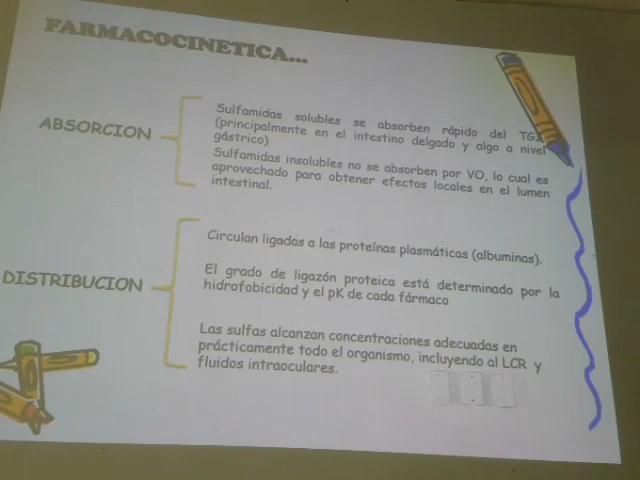 FARMACOCINETICA...
ABSORCION
Sulfamidas solubles se absorben rápido del TGI
(principalmente en el intestino delgado y algo a nivel
gástrico)
Sulfamidas insolubles no se absorben por VO, lo cual es
aprovechado para obtener efectos locales en el lumen
intestinal.
DISTRIBUCION
Circulan ligadas a las proteínas plasmáticas (albuminas).
El grado de ligazón proteica está determinado por la
hidrofobicidad y el pK de cada fármaco
Las sulfas alcanzan concentraciones adecuadas en
prácticamente todo el organismo, incluyendo al LCR y
fluidos intraoculares.